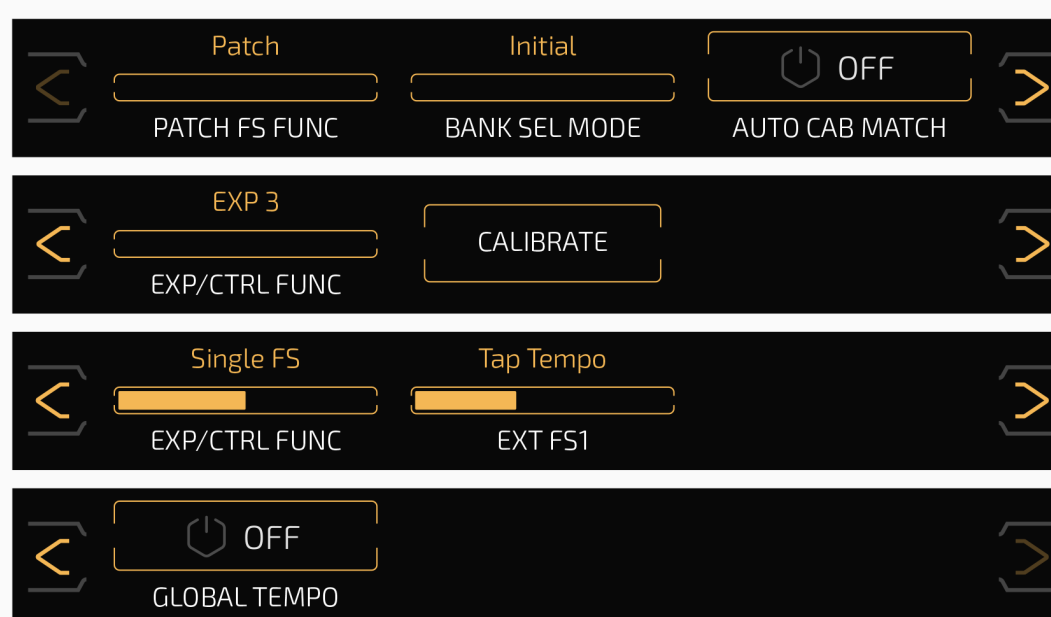 Patch Initial OFF
PATCH FS FUNC BANK SEL MODE AUTO CAB MATCH
EXP 3
CALIBRATE
EXP/CTRL FUNC
Single FS Tap Tempo
EXP/CTRL FUNC EXT FS1
OFF
GLOBAL TEMPO